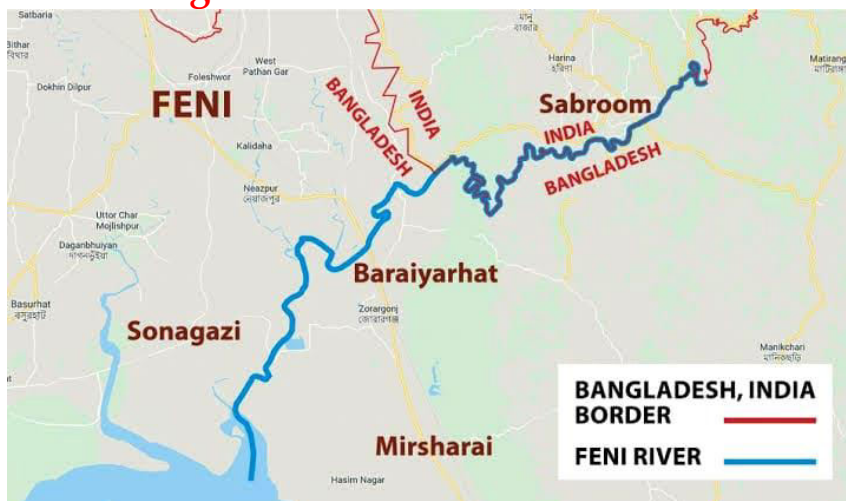 Satbaria
Bithar
বিথার
Dokhin Dilpur
Foleshwor
West
Pathan Gar
FENI
Kalidaha
Neazpur
নেয়াজপুর
Uttor Char
Mojlishpur
Daganbhuiyan
দাগনভূঁইয়া
Basurhat
বসুরহাট
Sonagazi
BANGLADESH
INDIA
মানু
বাজার
Harina
হরিণা
Sabroom
INDIA
BANGLADESH
Matirang
Baraiyarhat
Zorargonj
জোরারগঞ্জ
Mirsharai
Hasim Nagar
Manikchari
মানিকছড়ি
BANGLADESH, INDIA
BORDER
FENI RIVER